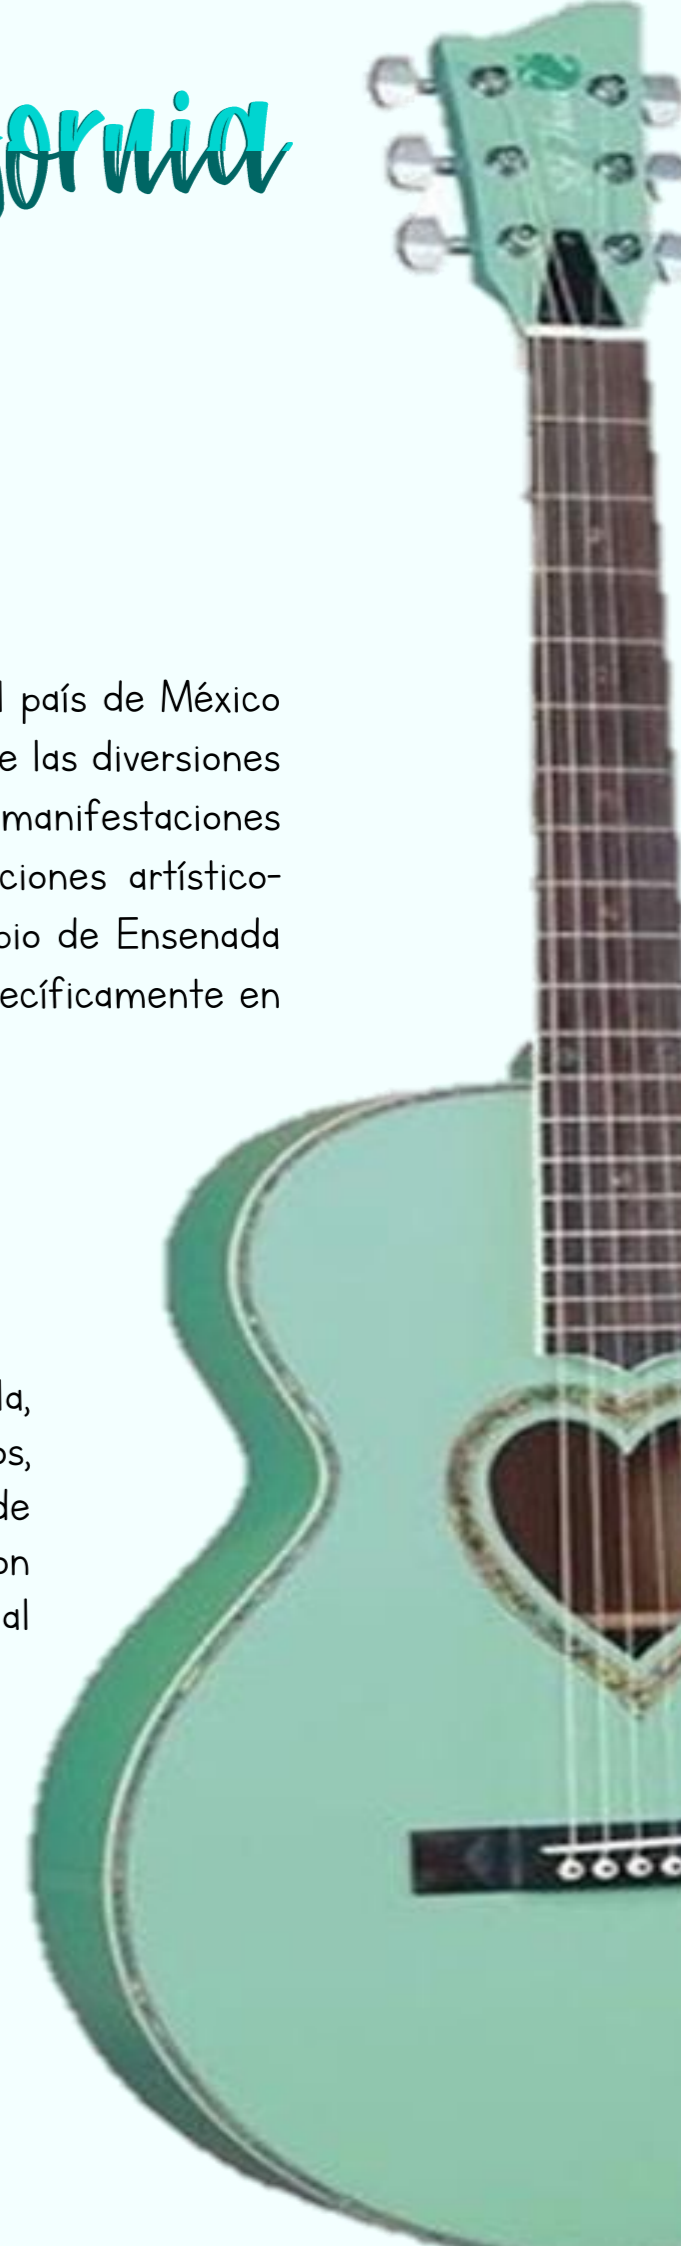 ornia
país de México
e las diversiones
manifestaciones
ciones artístico-
pio de Ensenada
ecíficamente en
la,
os,
de
on
al